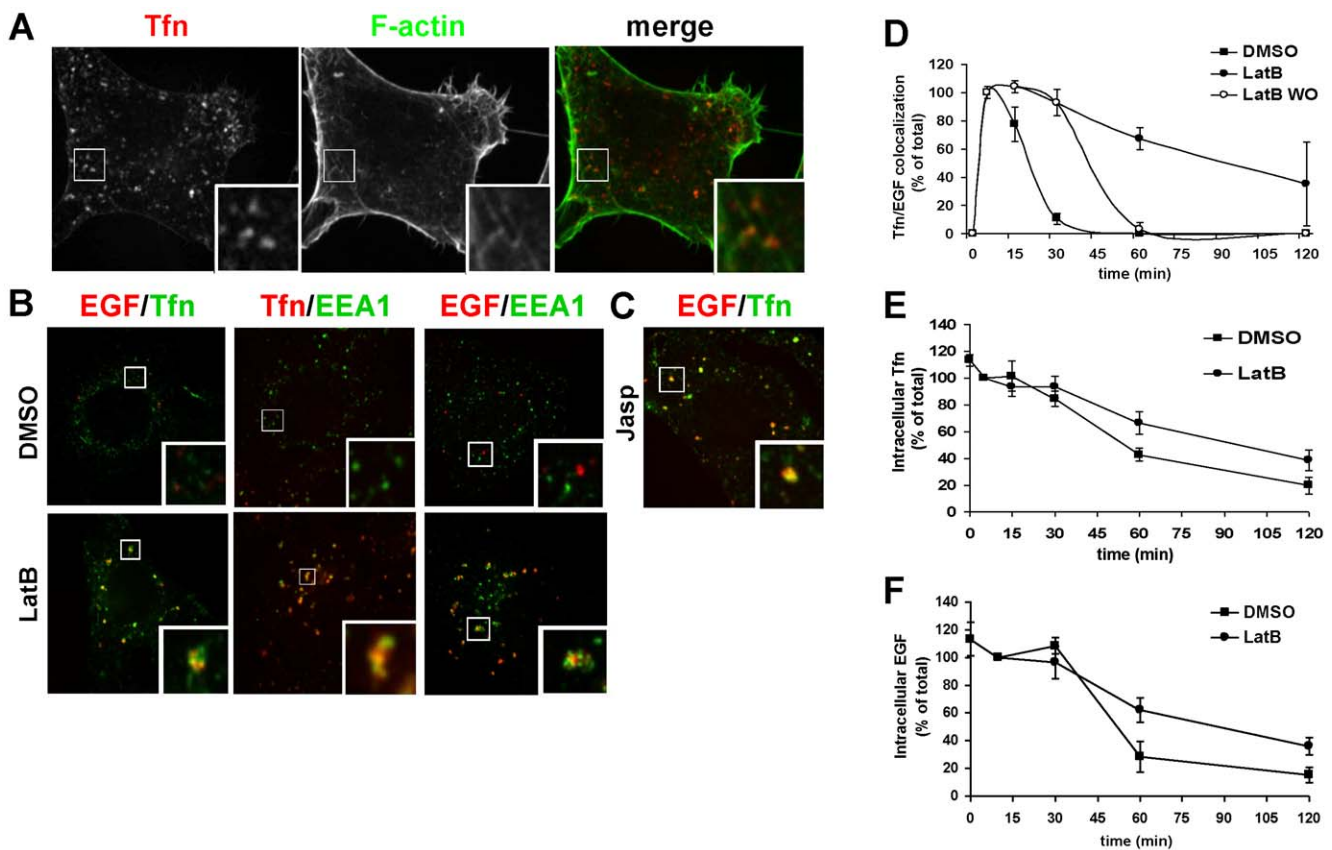 A
Tfn
F-actin
merge
B
EGF/Tfn
Tfn/EEA1
EGF/EEA1
DMSO
LatB
C
EGF/Tfn
Jasp
D
DMSO
LatB
LatB WO
Tfn/EGF colocalization
(% of total)
120
100
80
60
40
20
0
0 15 30 45 60 75 90 105 120
time (min)
E
DMSO
LatB
Intracellular Tfn
(% of total)
140
120
100
80
60
40
20
0
0 15 30 45 60 75 90 105 120
time (min)
F
DMSO
LatB
Intracellular EGF
(% of total)
140
120
100
80
60
40
20
0
0 15 30 45 60 75 90 105 120
time (min)